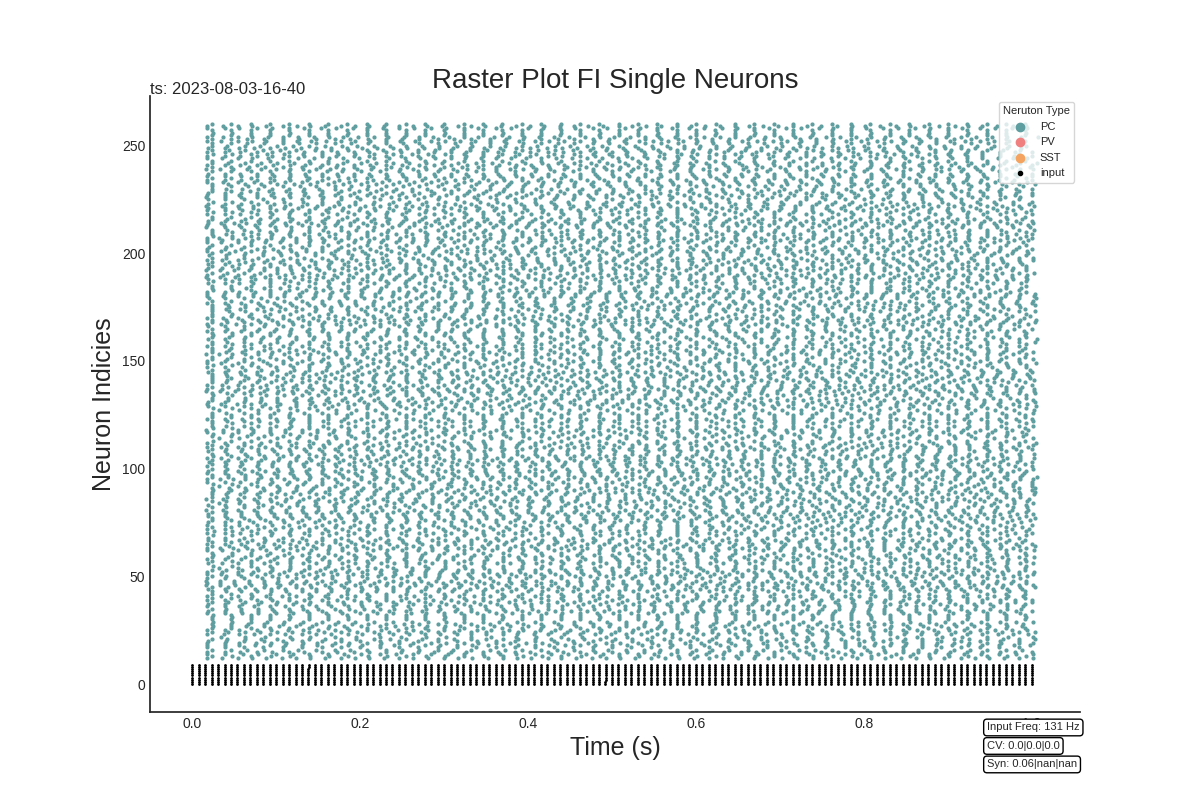 Raster Plot FI Single Neurons
ts: 2023-08-03-16-40
Neruton Type
PC
PV
SST
input
250
200
150
100
50
0
Neuron Indicies
0.0 0.2 0.4 0.6 0.8
Time (s)
Input Freq: 131 Hz
CV: 0.0|0.0|0.0
Syn: 0.06|nan|nan